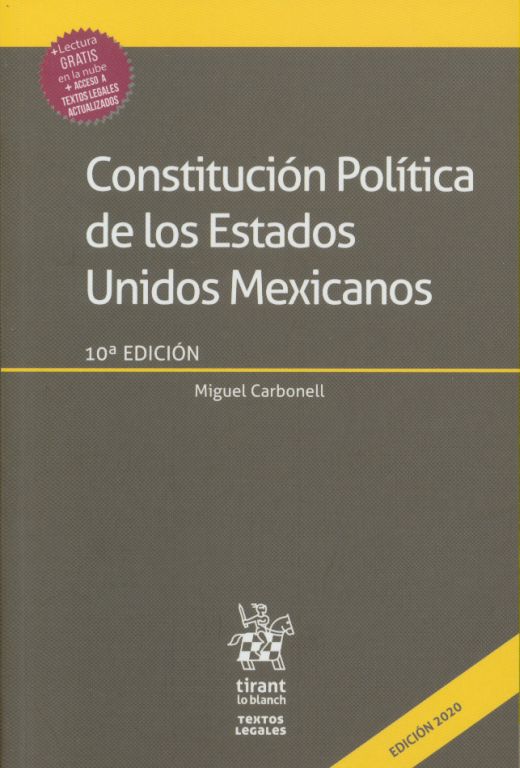 +Lectura
GRATIS
en la nube
+ ACCESO A
TEXTOS LEGALES
ACTUALIZADOS
Constitución Política
de los Estados
Unidos Mexicanos
10ª EDICIÓN
Miguel Carbonell
tirant
lo blanch
TEXTOS
LEGALES
EDICIÓN 2020